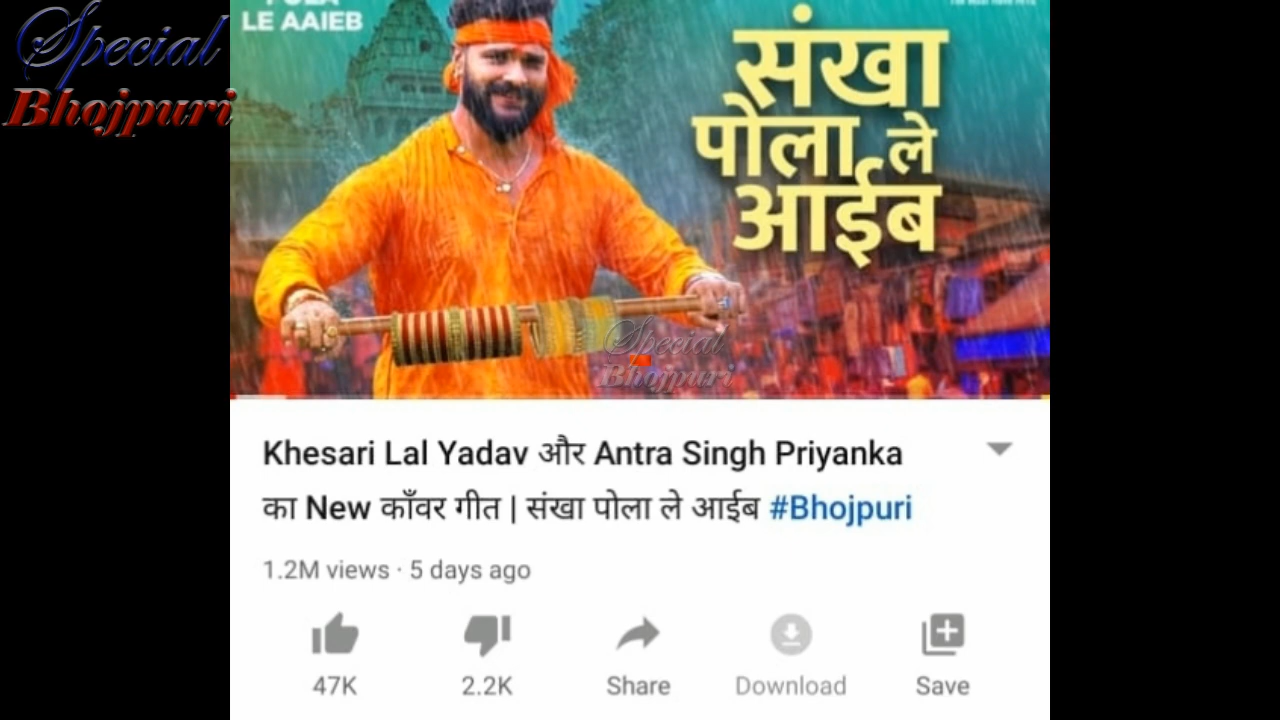 Special
Bhojpuri
LE AAIEB
संखा
पौला ले
आईब
Special
Bhojpuri
Khesari Lal Yadav और Antra Singh Priyanka
का New काँवर गीत | संखा पोला ले आईब #Bhojpuri
1.2M views · 5 days ago
47K 2.2K Share Download Save